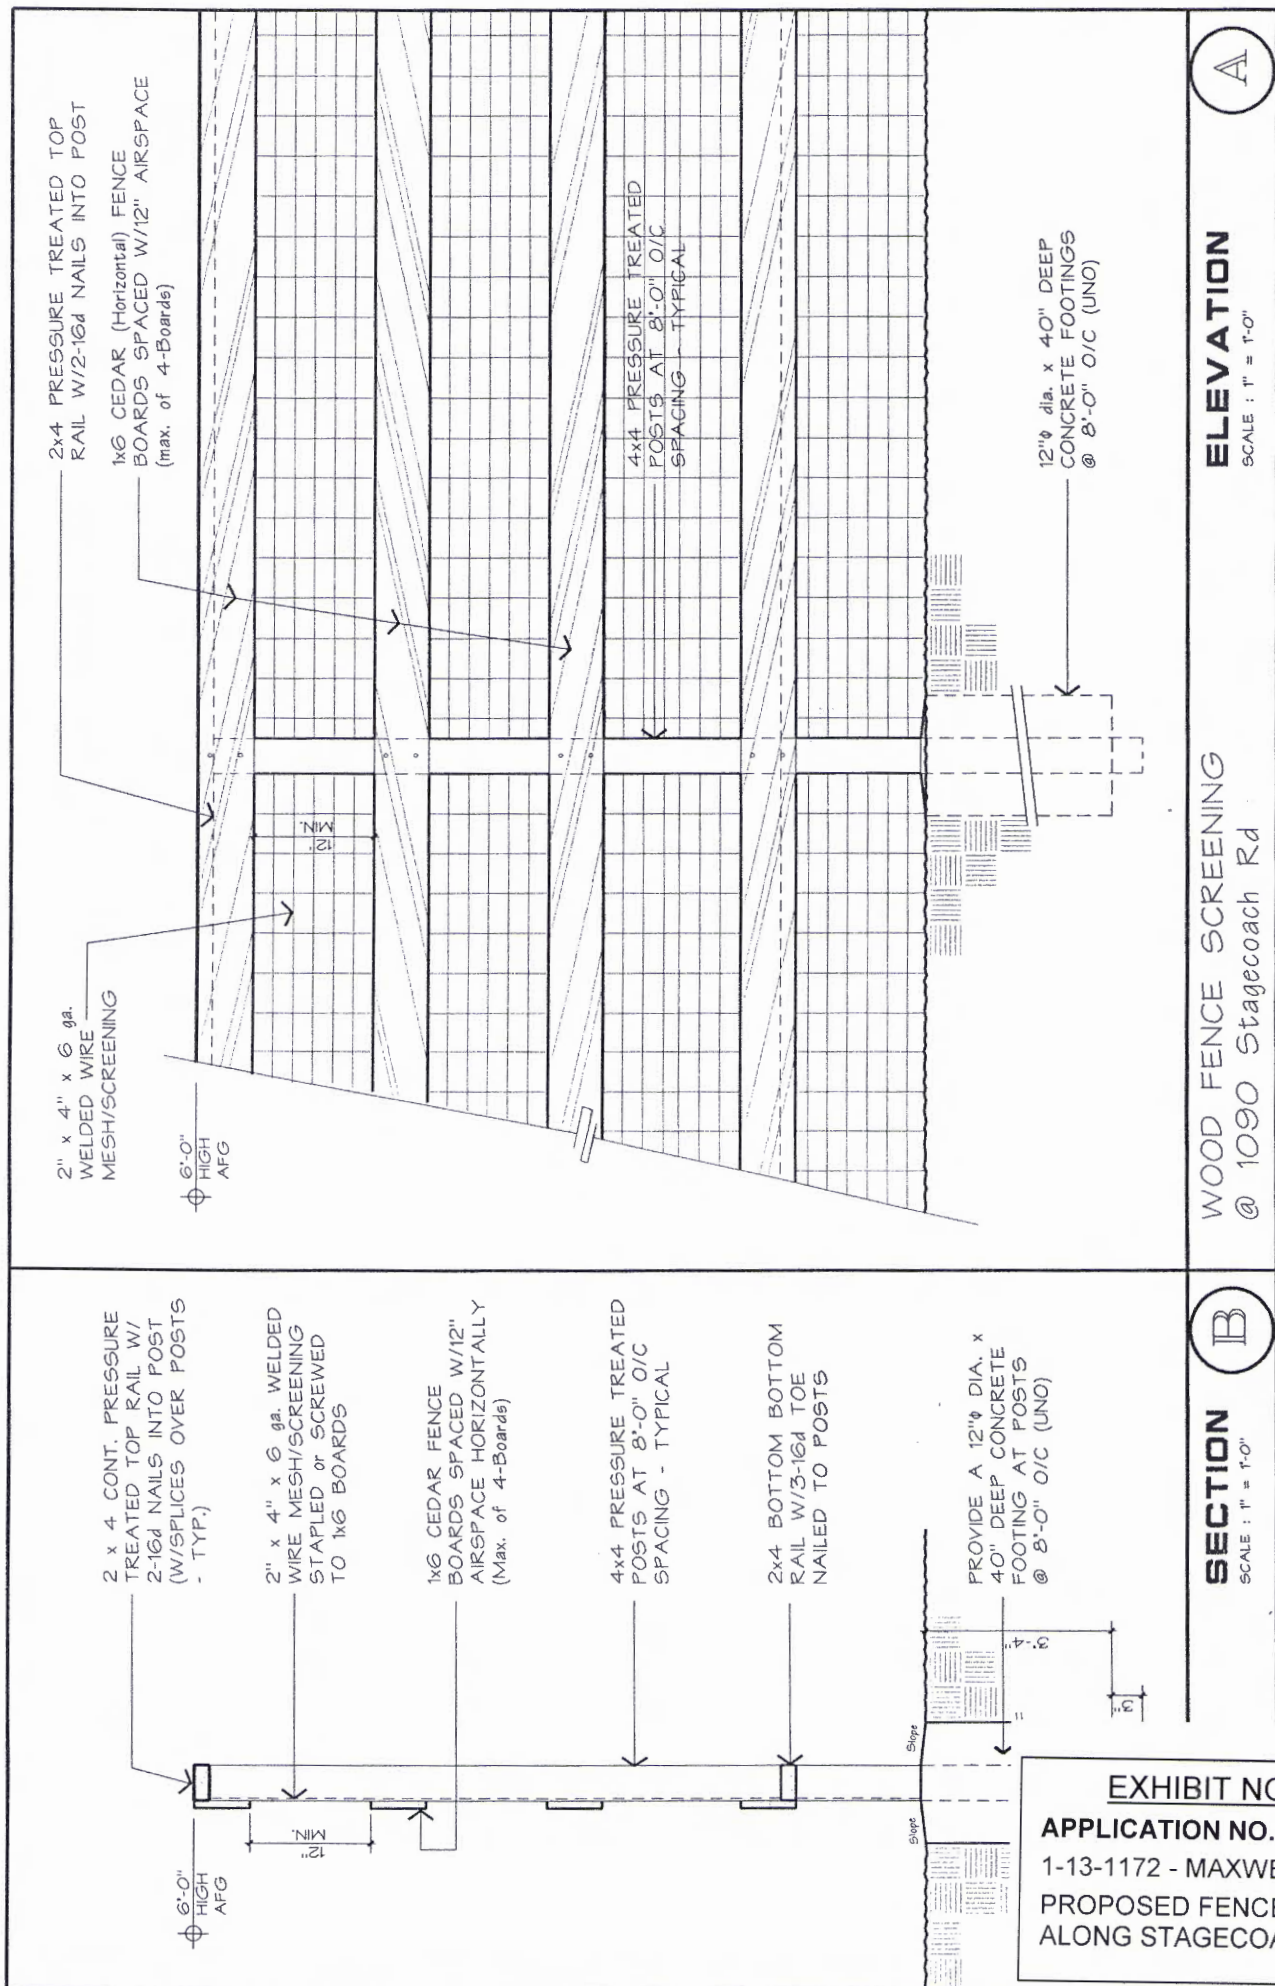 2 x 4 CONT. PRESSURE
TREATED TOP RAIL W/
2-16d NAILS INTO POST
(W/SPLICES OVER POSTS
- TYP.)
2" x 4" x 6 ga. WELDED
WIRE MESH/SCREENING
STAPLED or SCREWED
TO 1x6 BOARDS
1x6 CEDAR FENCE
BOARDS SPACED W/12"
AIRSPACE HORIZONTALLY
(Max. of 4-Boards)
4x4 PRESSURE TREATED
POSTS AT 8'-0" O/C
SPACING - TYPICAL
2x4 BOTTOM BOTTOM
RAIL W/3-16d TOE
NAILED TO POSTS
PROVIDE A 12"φ DIA. x
40" DEEP CONCRETE
FOOTING AT POSTS
@ 8'-0" O/C (UNO)
6'-0"
HIGH
AFG
12"
MIN.
Slope
Slope
3'-4"
3"
SECTION
SCALE : 1" = 1'-0"
B
2" x 4" x 6 ga.
WELDED WIRE
MESH/SCREENING
6'-0"
HIGH
AFG
12"
MIN.
2x4 PRESSURE TREATED TOP
RAIL W/2-16d NAILS INTO POST
1x6 CEDAR (Horizontal) FENCE
BOARDS SPACED W/12" AIRSPACE
(max. of 4-Boards)
4x4 PRESSURE TREATED
POSTS AT 8'-0" O/C
SPACING - TYPICAL
12"φ dia. x 40" DEEP
CONCRETE FOOTINGS
@ 8'-0" O/C (UNO)
WOOD FENCE SCREENING
@ 1090 Stagecoach Rd
ELEVATION
SCALE : 1" = 1'-0"
A
EXHIBIT NO
APPLICATION NO.
1-13-1172 - MAXWE
PROPOSED FENCE
ALONG STAGECOA